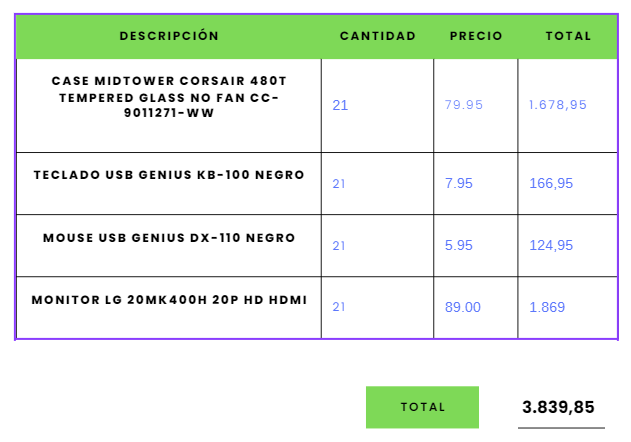 DESCRIPCIÓN CANTIDAD PRECIO TOTAL
CASE MIDTOWER CORSAIR 480T
TEMPERED GLASS NO FAN CC-
9011271-WW
21 79.95 1.678,95
TECLADO USB GENIUS KB-100 NEGRO
21 7.95 166,95
MOUSE USB GENIUS DX-110 NEGRO
21 5.95 124,95
MONITOR LG 20MK400H 20P HD HDMI
21 89.00 1.869
TOTAL 3.839,85